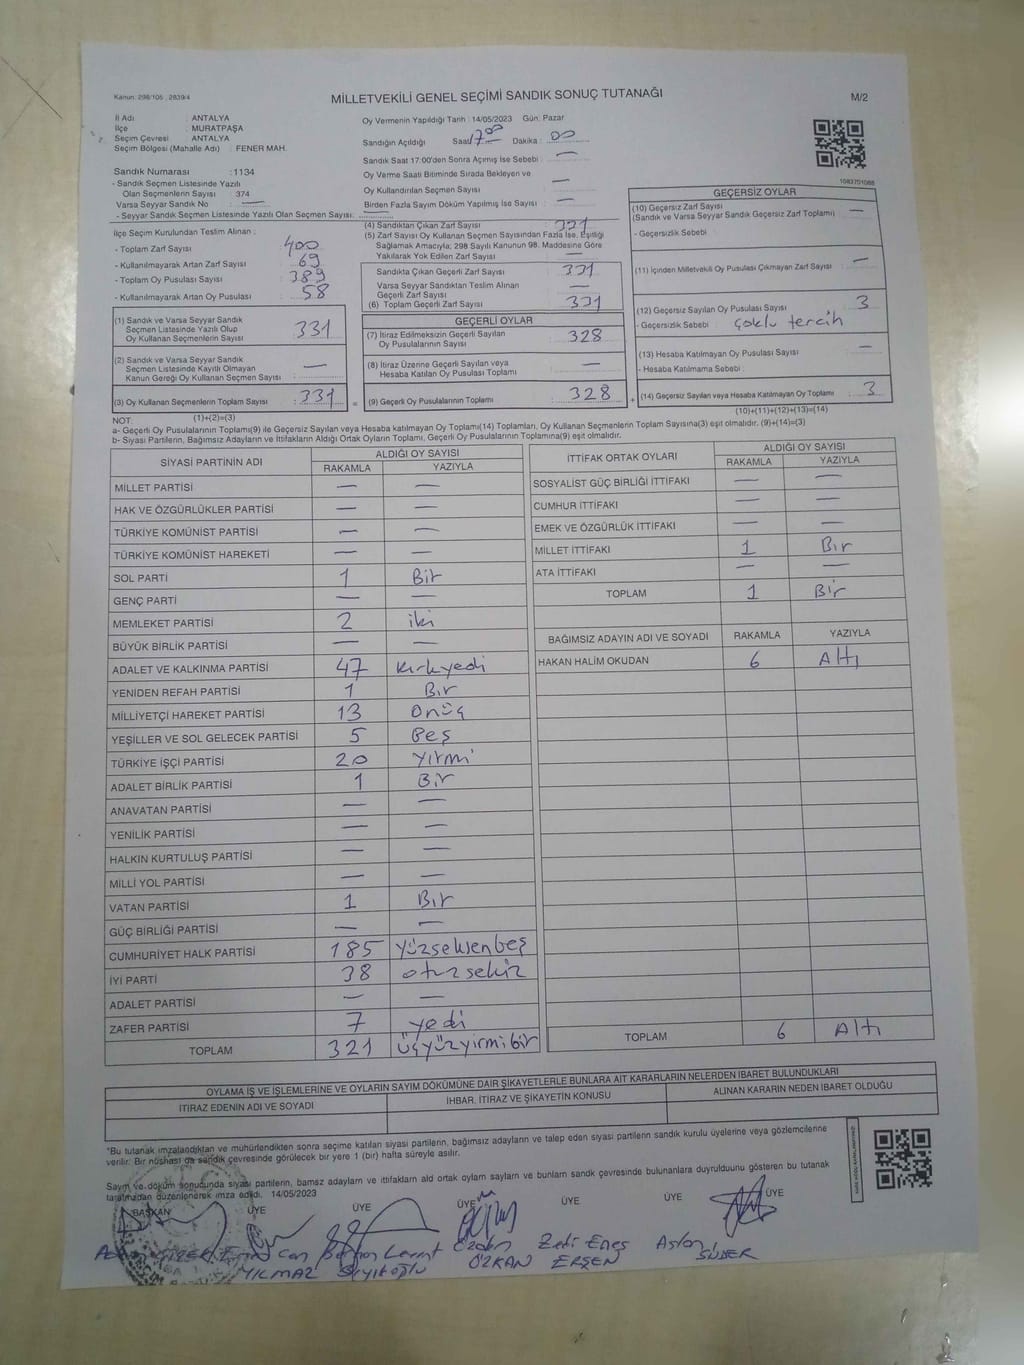 Kanun: 298/105 , 2839/4
MİLLETVEKİLİ GENEL SEÇİMİ SANDIK SONUÇ TUTANAĞI
M/2
İl Adı : ANTALYA
İlçe : MURATPAŞA
Seçim Çevresi : ANTALYA
Seçim Bölgesi (Mahalle Adı) : FENER MAH.
Oy Vermenin Yapıldığı Tarih : 14/05/2023 Gün: Pazar
Sandığın Açıldığı Saat 17:00 Dakika : 00
Sandık Saat 17:00'den Sonra Açımış İse Sebebi : —
Oy Verme Saati Bitiminde Sırada Bekleyen ve
Oy Kullandırılan Seçmen Sayısı : —
Birden Fazla Sayım Döküm Yapılmış İse Sayısı : —
Sandık Numarası : 1134
- Sandık Seçmen Listesinde Yazılı
Olan Seçmenlerin Sayısı : 374
Varsa Seyyar Sandık No : —
- Seyyar Sandık Seçmen Listesinde Yazılı Olan Seçmen Sayısı: —
1083751088
İlçe Seçim Kurulundan Teslim Alınan :
- Toplam Zarf Sayısı : 400
- Kullanılmayarak Artan Zarf Sayısı : 69
- Toplam Oy Pusulası Sayısı : 389
- Kullanılmayarak Artan Oy Pusulası : 58
(1) Sandık ve Varsa Seyyar Sandık
Seçmen Listesinde Yazılı Olup
Oy Kullanan Seçmenlerin Sayısı : 331
(2) Sandık ve Varsa Seyyar Sandık
Seçmen Listesinde Kayıtlı Olmayan
Kanun Gereği Oy Kullanan Seçmen Sayısı : —
(3) Oy Kullanan Seçmenlerin Toplam Sayısı : 331
(4) Sandıktan Çıkan Zarf Sayısı : 331
(5) Zarf Sayısı Oy Kullanan Seçmen Sayısından Fazla İse, Eşitliği
Sağlamak Amacıyla; 298 Sayılı Kanunun 98. Maddesine Göre
Yakılarak Yok Edilen Zarf Sayısı : —
Sandıkta Çıkan Geçerli Zarf Sayısı : 331
Varsa Seyyar Sandıktan Teslim Alınan
Geçerli Zarf Sayısı : —
(6) Toplam Geçerli Zarf Sayısı : 331
GEÇERLİ OYLAR
(7) İtiraz Edilmeksizin Geçerli Sayılan
Oy Pusulalarının Sayısı : 328
(8) İtiraz Üzerine Geçerli Sayılan veya
Hesaba Katılan Oy Pusulası Toplamı : —
= (9) Geçerli Oy Pusulalarının Toplamı : 328
GEÇERSİZ OYLAR
(10) Geçersiz Zarf Sayısı
(Sandık ve Varsa Seyyar Sandık Geçersiz Zarf Toplamı) : —
- Geçersizlik Sebebi :
(11) İçinden Milletvekili Oy Pusulası Çıkmayan Zarf Sayısı : —
(12) Geçersiz Sayılan Oy Pusulası Sayısı : 3
- Geçersizlik Sebebi : Çoklu tercih
(13) Hesaba Katılmayan Oy Pusulası Sayısı : —
- Hesaba Katılmama Sebebi :
+ (14) Geçersiz Sayılan veya Hesaba Katılmayan Oy Toplamı : 3
NOT: (1)+(2)=(3)
(10)+(11)+(12)+(13)=(14)
a- Geçerli Oy Pusulalarının Toplamı(9) ile Geçersiz Sayılan veya Hesaba katılmayan Oy Toplamı(14) Toplamları, Oy Kullanan Seçmenlerin Toplam Sayısına(3) eşit olmalıdır. (9)+(14)=(3)
b- Siyasi Partilerin, Bağımsız Adayların ve İttifakların Aldığı Ortak Oyların Toplamı, Geçerli Oy Pusulalarının Toplamına(9) eşit olmalıdır.
SİYASİ PARTİNİN ADI ALDIĞI OY SAYISI
RAKAMLA YAZIYLA
MİLLET PARTİSİ — —
HAK VE ÖZGÜRLÜKLER PARTİSİ — —
TÜRKİYE KOMÜNİST PARTİSİ — —
TÜRKİYE KOMÜNİST HAREKETİ — —
SOL PARTİ 1 Bir
GENÇ PARTİ — —
MEMLEKET PARTİSİ 2 iki
BÜYÜK BİRLİK PARTİSİ — —
ADALET VE KALKINMA PARTİSİ 47 kırkyedi
YENİDEN REFAH PARTİSİ 1 Bir
MİLLİYETÇİ HAREKET PARTİSİ 13 Onüç
YEŞİLLER VE SOL GELECEK PARTİSİ 5 Beş
TÜRKİYE İŞÇİ PARTİSİ 20 Yirmi
ADALET BİRLİK PARTİSİ 1 Bir
ANAVATAN PARTİSİ — —
YENİLİK PARTİSİ — —
HALKIN KURTULUŞ PARTİSİ — —
MİLLİ YOL PARTİSİ — —
VATAN PARTİSİ 1 Bir
GÜÇ BİRLİĞİ PARTİSİ — —
CUMHURİYET HALK PARTİSİ 185 Yüzseksenbeş
İYİ PARTİ 38 otuzsekiz
ADALET PARTİSİ — —
ZAFER PARTİSİ 7 yedi
TOPLAM 321 üçyüzyirmibir
İTTİFAK ORTAK OYLARI ALDIĞI OY SAYISI
RAKAMLA YAZIYLA
SOSYALİST GÜÇ BİRLİĞİ İTTİFAKI — —
CUMHUR İTTİFAKI — —
EMEK VE ÖZGÜRLÜK İTTİFAKI — —
MİLLET İTTİFAKI 1 Bir
ATA İTTİFAKI — —
TOPLAM 1 Bir
BAĞIMSIZ ADAYIN ADI VE SOYADI RAKAMLA YAZIYLA
HAKAN HALİM OKUDAN 6 Altı
TOPLAM 6 Altı
OYLAMA İŞ VE İŞLEMLERİNE VE OYLARIN SAYIM DÖKÜMÜNE DAİR ŞİKAYETLERLE BUNLARA AİT KARARLARIN NELERDEN İBARET BULUNDUKLARI
İTİRAZ EDENİN ADI VE SOYADI İHBAR, İTİRAZ VE ŞİKAYETİN KONUSU ALINAN KARARIN NEDEN İBARET OLDUĞU
"Bu tutanak imzalandıktan ve mühürlendikten sonra seçime katılan siyasi partilerin, bağımsız adayların ve talep eden siyasi partilerin sandık kurulu üyelerine veya gözlemcilerine
verilir. Bir nüshası da sandık çevresinde görülecek bir yere 1 (bir) hafta süreyle asılır.
Sayım ve döküm sonucunda siyasi partilerin, bamsız adayların ve ittifakların ald ortak oylam sayların ve bunlam sandk çevresinde bulunanlara duyrulduunu gösteren bu tutanak
tarafmzdan düzenlenerek imza edildi. 14/05/2023
BAŞKAN ÜYE ÜYE ÜYE ÜYE ÜYE ÜYE
Can Levent Özkan Zeki Eneş Aslan
YILMAZ ÖZKAN ERŞEN SÜBER